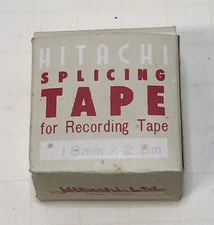 HITACHI
SPLICING
TAPE
for Recording Tape
Hitachi, Ltd.